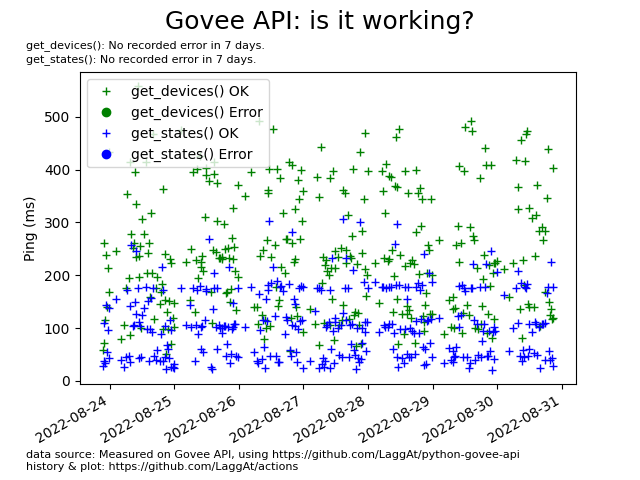 Govee API: is it working?
get_devices(): No recorded error in 7 days.
get_states(): No recorded error in 7 days.
get_devices() OK
get_devices() Error
get_states() OK
get_states() Error
Ping (ms)
500
400
300
200
100
0
2022-08-24
2022-08-25
2022-08-26
2022-08-27
2022-08-28
2022-08-29
2022-08-30
2022-08-31
data source: Measured on Govee API, using https://github.com/LaggAt/python-govee-api
history & plot: https://github.com/LaggAt/actions